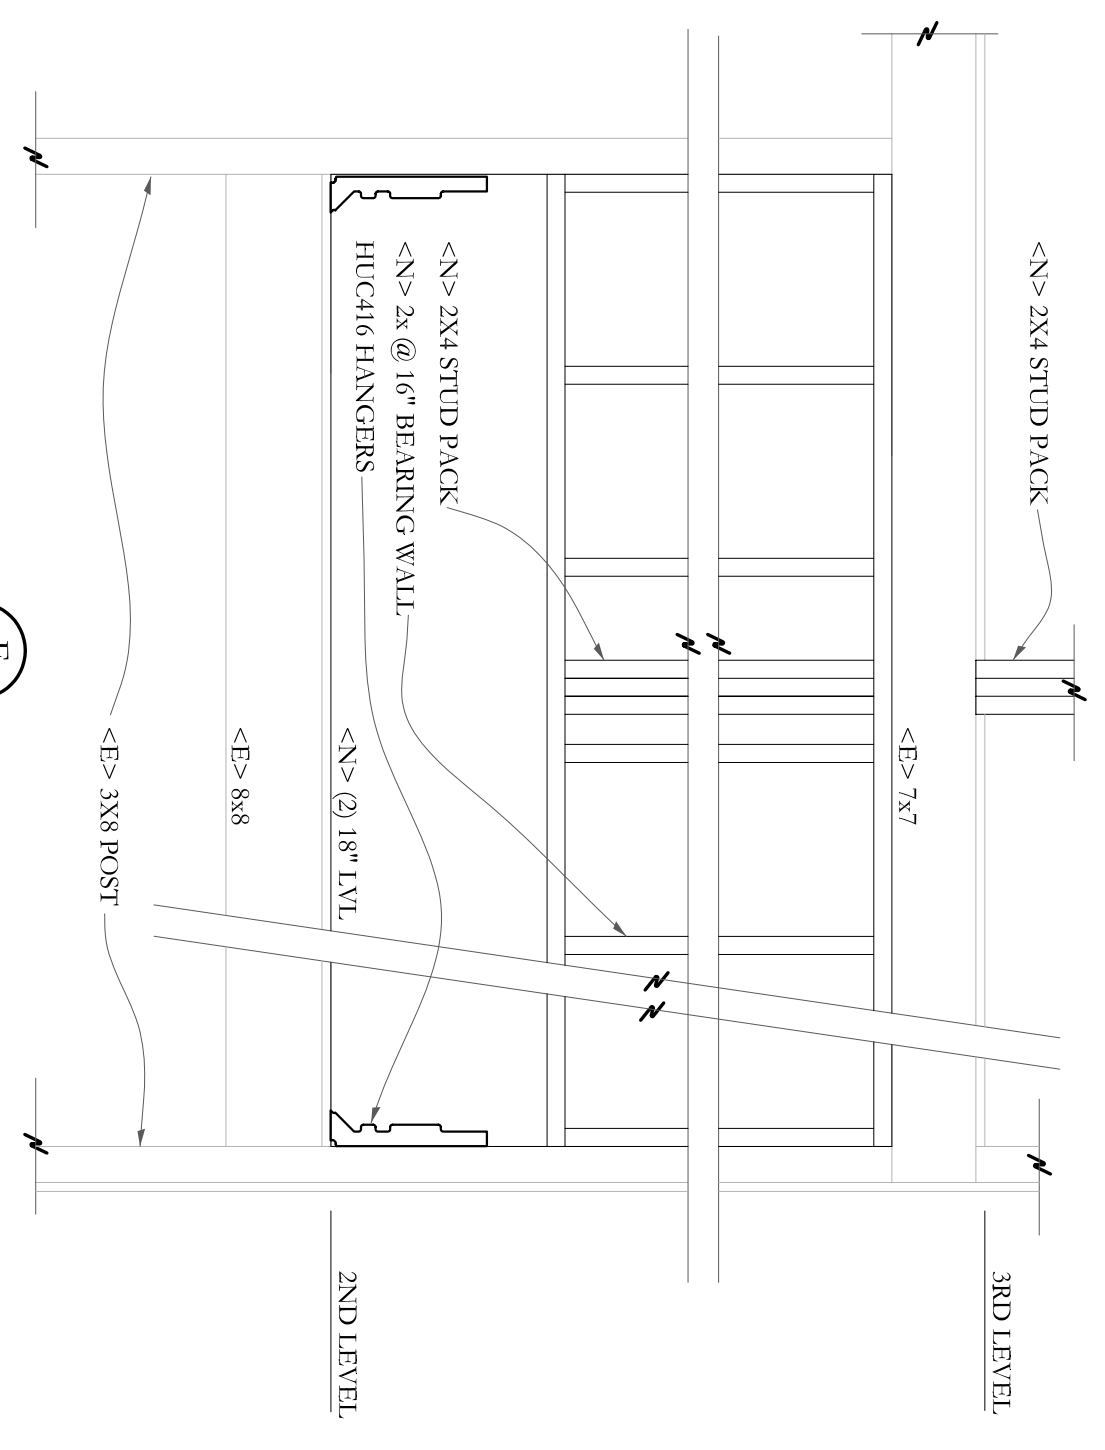 <N> 2X4 STUD PACK
3RD LEVEL
<E> 7x7
<N> 2X4 STUD PACK
<N> 2x @ 16" BEARING WALL
HUC416 HANGERS
<N> (2) 18" LVL
2ND LEVEL
<E> 8x8
<E> 3X8 POST